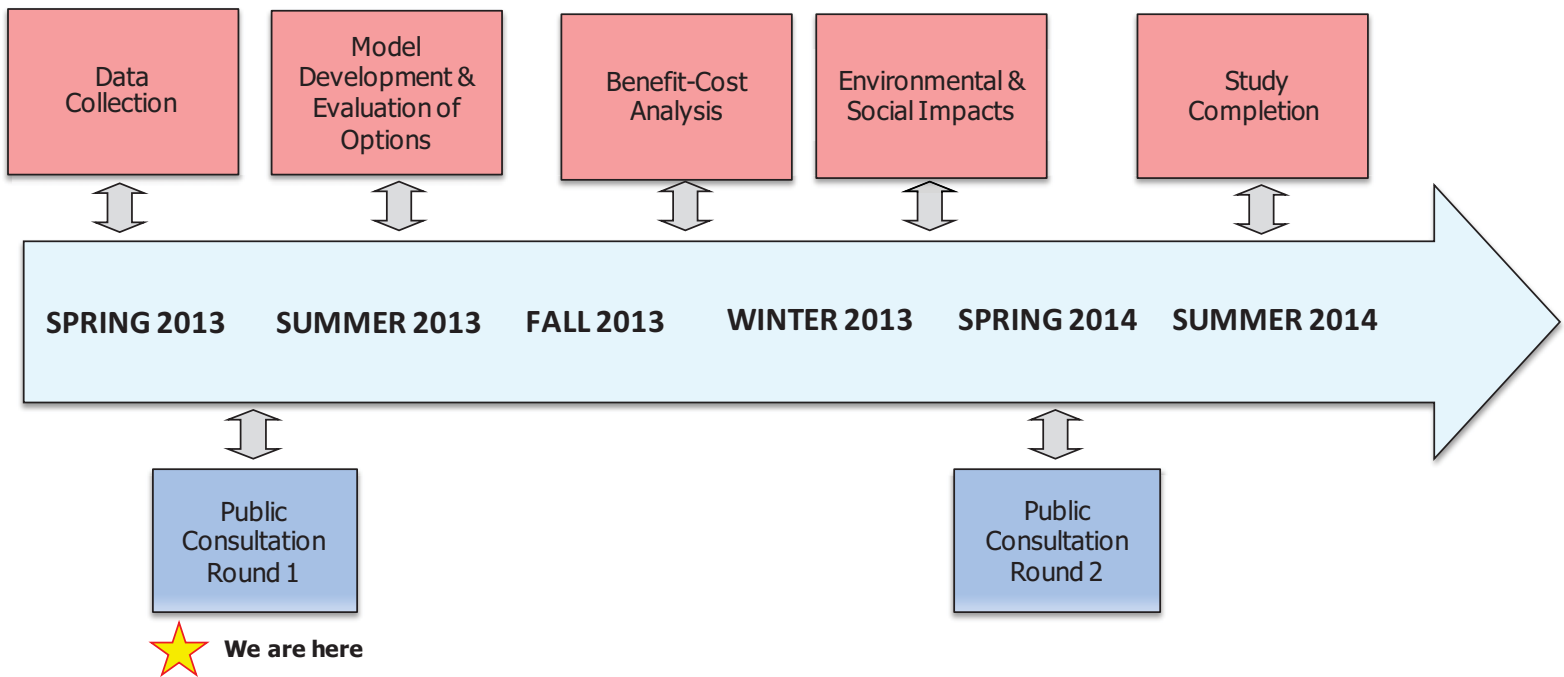 Data
Collection
Model
Development &
Evaluation of
Options
Benefit-Cost
Analysis
Environmental &
Social Impacts
Study
Completion
SPRING 2013
SUMMER 2013
FALL 2013
WINTER 2013
SPRING 2014
SUMMER 2014
Public
Consultation
Round 1
Public
Consultation
Round 2
We are here